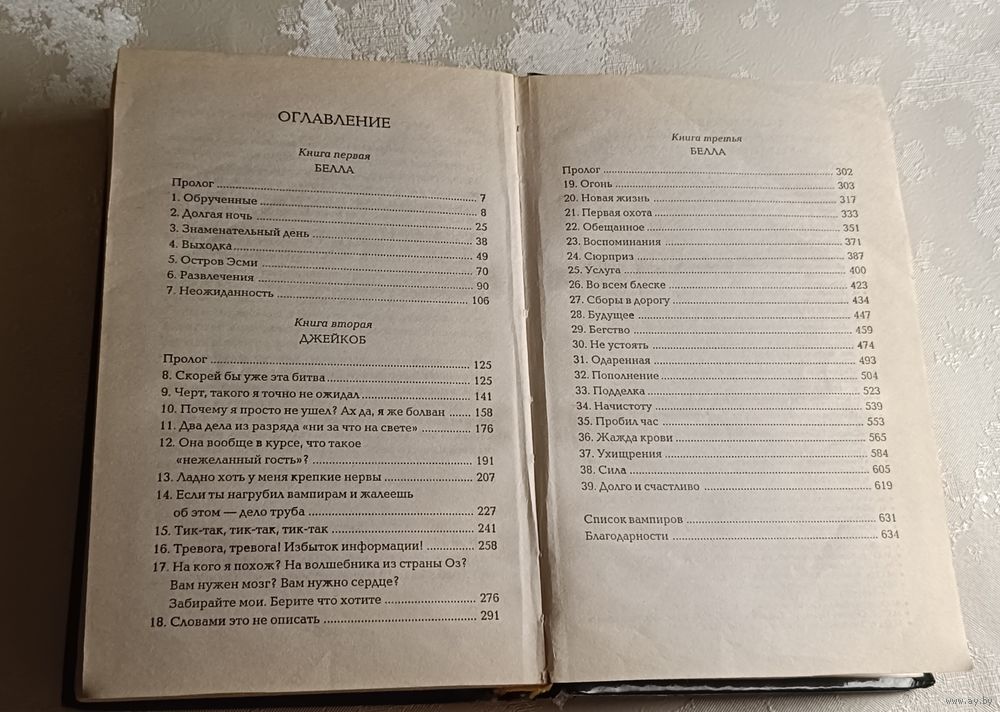 ОГЛАВЛЕНИЕ
Книга первая
БЕЛЛА
Пролог ... 7
1. Обрученные ... 8
2. Долгая ночь ... 25
3. Знаменательный день ... 38
4. Выходка ... 49
5. Остров Эсми ... 70
6. Развлечения ... 90
7. Неожиданность ... 106
Книга вторая
ДЖЕЙКОБ
Пролог ... 125
8. Скорей бы уже эта битва ... 125
9. Черт, такого я точно не ожидал ... 141
10. Почему я просто не ушел? Ах да, я же болван ... 158
11. Два дела из разряда «ни за что на свете» ... 176
12. Она вообще в курсе, что такое
«нежеланный гость»? ... 191
13. Ладно хоть у меня крепкие нервы ... 207
14. Если ты нагрубил вампирам и жалеешь
об этом — дело труба ... 227
15. Тик-так, тик-так, тик-так ... 241
16. Тревога, тревога! Избыток информации! ... 258
17. На кого я похож? На волшебника из страны Оз?
Вам нужен мозг? Вам нужно сердце?
Забирайте мои. Берите что хотите ... 276
18. Словами это не описать ... 291
Книга третья
БЕЛЛА
Пролог ... 302
19. Огонь ... 303
20. Новая жизнь ... 317
21. Первая охота ... 333
22. Обещанное ... 351
23. Воспоминания ... 371
24. Сюрприз ... 387
25. Услуга ... 400
26. Во всем блеске ... 423
27. Сборы в дорогу ... 434
28. Будущее ... 447
29. Бегство ... 459
30. Не устоять ... 474
31. Одаренная ... 493
32. Пополнение ... 504
33. Подделка ... 523
34. Начистоту ... 539
35. Пробил час ... 553
36. Жажда крови ... 565
37. Ухищрения ... 584
38. Сила ... 605
39. Долго и счастливо ... 619
Список вампиров ... 631
Благодарности ... 634
www.ay.by